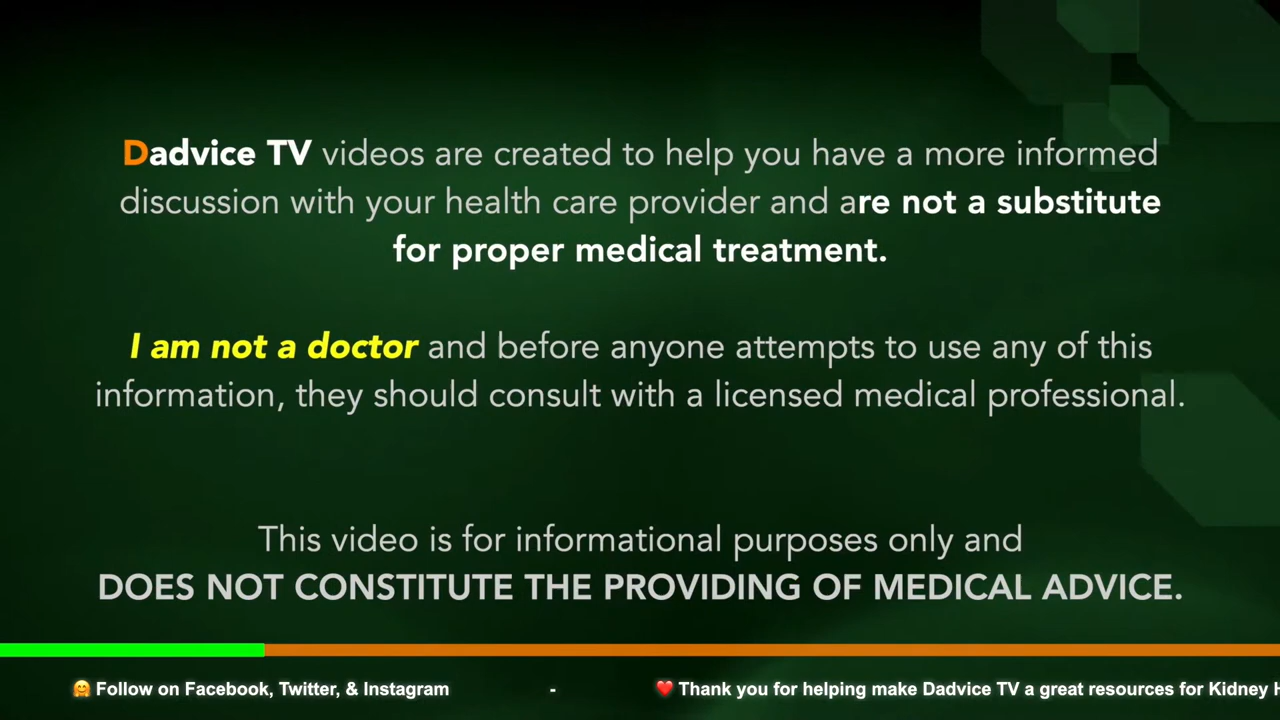 Dadvice TV videos are created to help you have a more informed
discussion with your health care provider and are not a substitute
for proper medical treatment.
I am not a doctor and before anyone attempts to use any of this
information, they should consult with a licensed medical professional.
This video is for informational purposes only and
DOES NOT CONSTITUTE THE PROVIDING OF MEDICAL ADVICE.
🤗 Follow on Facebook, Twitter, & Instagram - ❤️ Thank you for helping make Dadvice TV a great resources for Kidney